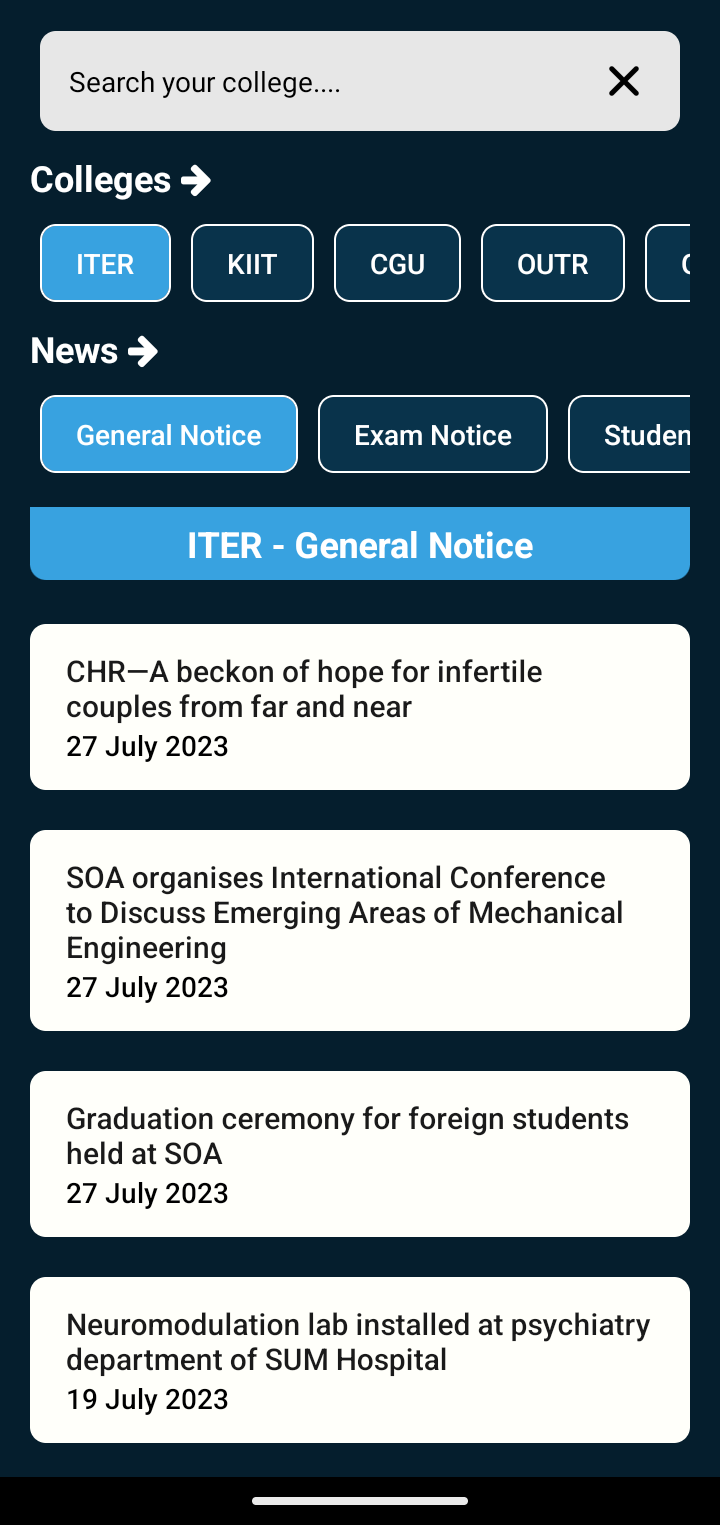 Search your college....
Colleges
ITER KIIT CGU OUTR
News
General Notice Exam Notice Studen
ITER - General Notice
CHR—A beckon of hope for infertile
couples from far and near
27 July 2023
SOA organises International Conference
to Discuss Emerging Areas of Mechanical
Engineering
27 July 2023
Graduation ceremony for foreign students
held at SOA
27 July 2023
Neuromodulation lab installed at psychiatry
department of SUM Hospital
19 July 2023